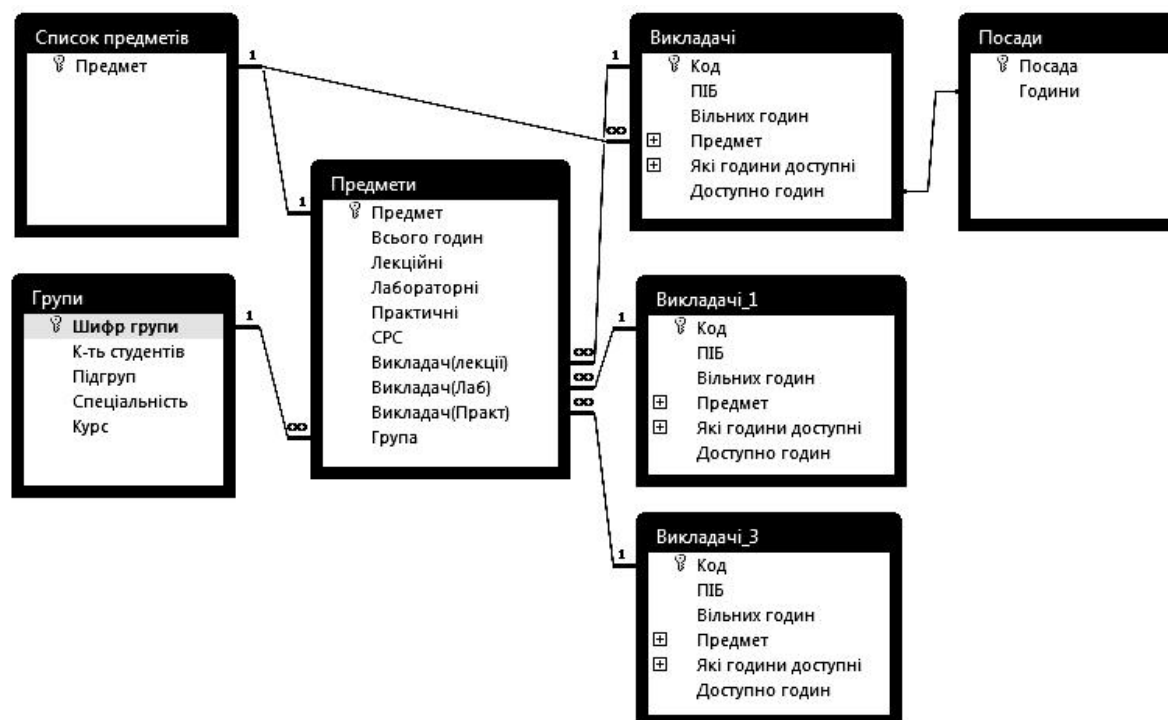 Список предметів
Предмет
1
1
Групи
Шифр групи
К-ть студентів
Підгруп
Спеціальність
Курс
1
∞
Предмети
Предмет
Всього годин
Лекційні
Лабораторні
Практичні
СРС
Викладач(лекції)
Викладач(Лаб)
Викладач(Практ)
Група
∞
∞
∞
Викладачі
Код
ПІБ
Вільних годин
Предмет
Які години доступні
Доступно годин
1
∞
Посади
Посада
Години
Викладачі_1
Код
ПІБ
Вільних годин
Предмет
Які години доступні
Доступно годин
1
Викладачі_3
Код
ПІБ
Вільних годин
Предмет
Які години доступні
Доступно годин
1